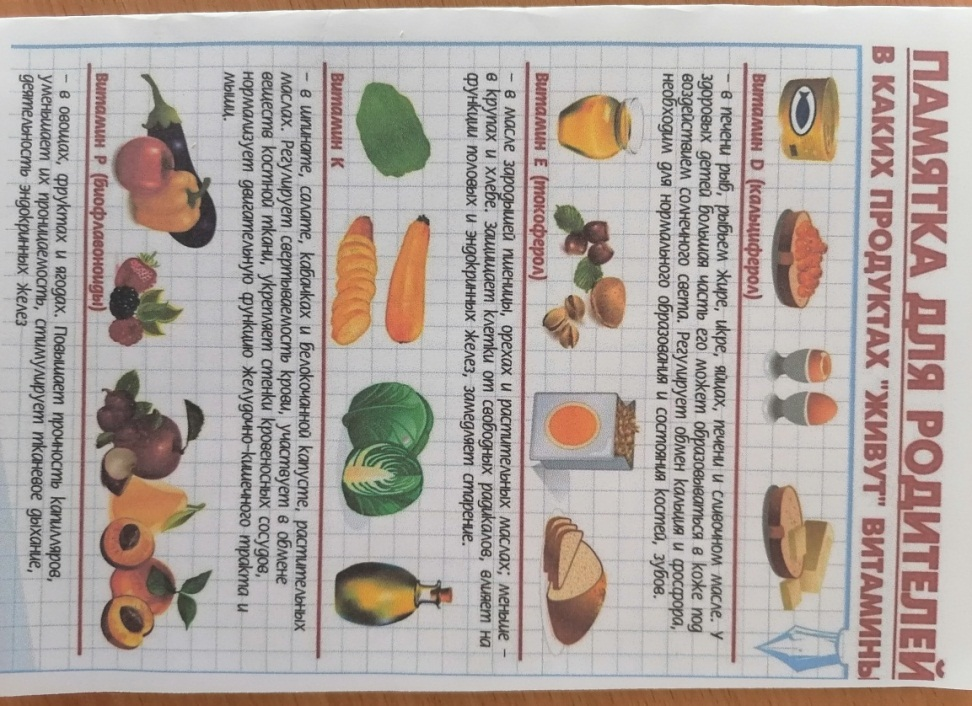 ПАМЯТКА ДЛЯ РОДИТЕЛЕЙ
В КАКИХ ПРОДУКТАХ "ЖИВУТ" ВИТАМИНЫ
Витамин D (кальциферол)
– в печени рыб, рыбьем жире, икре, яйцах, печени и сливочном масле. У
здоровых детей большая часть его может образовываться в коже под
воздействием солнечного света. Регулирует обмен кальция и фосфора,
необходим для нормального образования и состояния костей, зубов.
Витамин Е (токоферол)
– в масле зародышей пшеницы, орехах и растительных маслах; меньше –
в крупах и хлебе. Защищает клетки от свободных радикалов, влияет на
функции половых и эндокринных желез, замедляет старение.
Витамин К
– в шпинате, салате, кабачках и белокочанной капусте, растительных
маслах. Регулирует свертываемость крови, участвует в обмене
веществ костной ткани, укрепляет стенки кровеносных сосудов,
нормализует двигательную функцию желудочно-кишечного тракта и
мышц.
Витамин Р (биофлавоноиды)
– в овощах, фруктах и ягодах. Повышает прочность капилляров,
уменьшает их проницаемость, стимулирует тканевое дыхание,
деятельность эндокринных желез